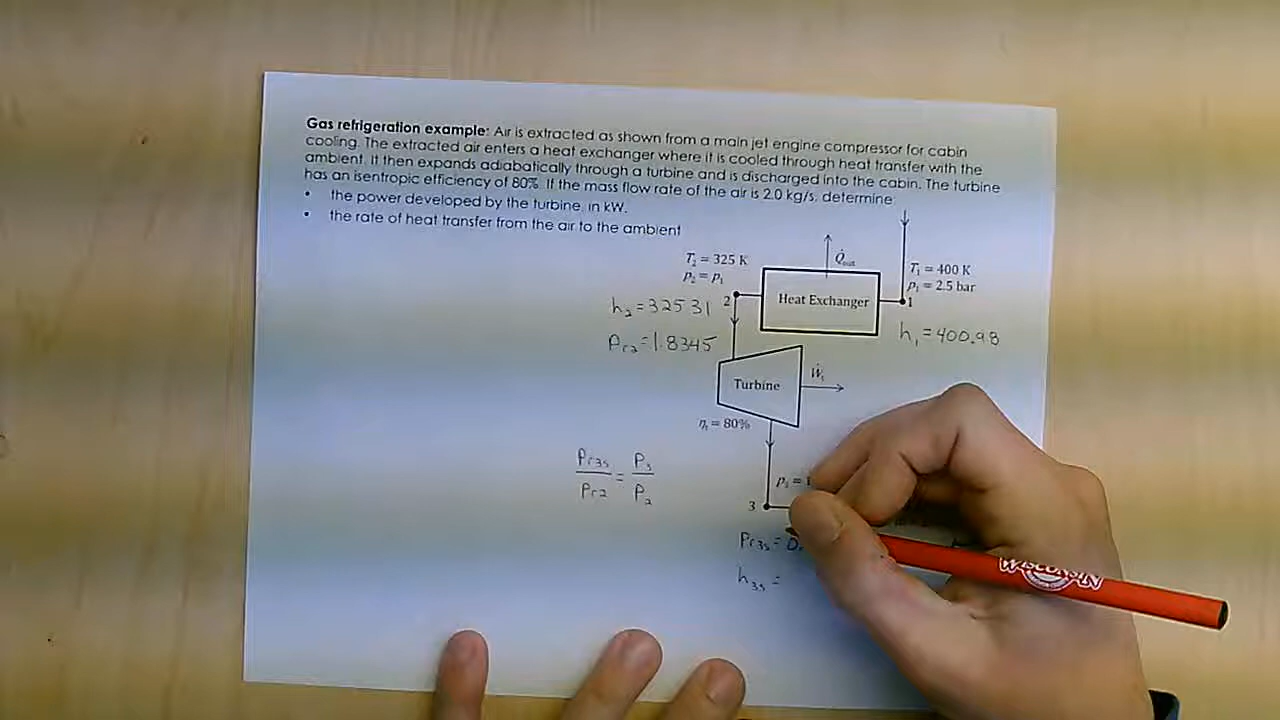 Gas refrigeration example: Air is extracted as shown from a main jet engine compressor for cabin
cooling. The extracted air enters a heat exchanger where it is cooled through heat transfer with the
ambient. It then expands adiabatically through a turbine and is discharged into the cabin. The turbine
has an isentropic efficiency of 80%. If the mass flow rate of the air is 2.0 kg/s, determine
• the power developed by the turbine, in kW.
• the rate of heat transfer from the air to the ambient
T₂ = 325 K
p₂ = p₁
Q̇out
T₁ = 400 K
p₁ = 2.5 bar
Heat Exchanger
2
1
h₂ = 325 31
Pr₂ = 1.8345
h₁ = 400.98
Turbine
Ẇt
ηt = 80%
Pr3s / Pr2 = P3 / P2
p₃ = 1
3
Pr3s = 0.
h3s =
WISCONSIN